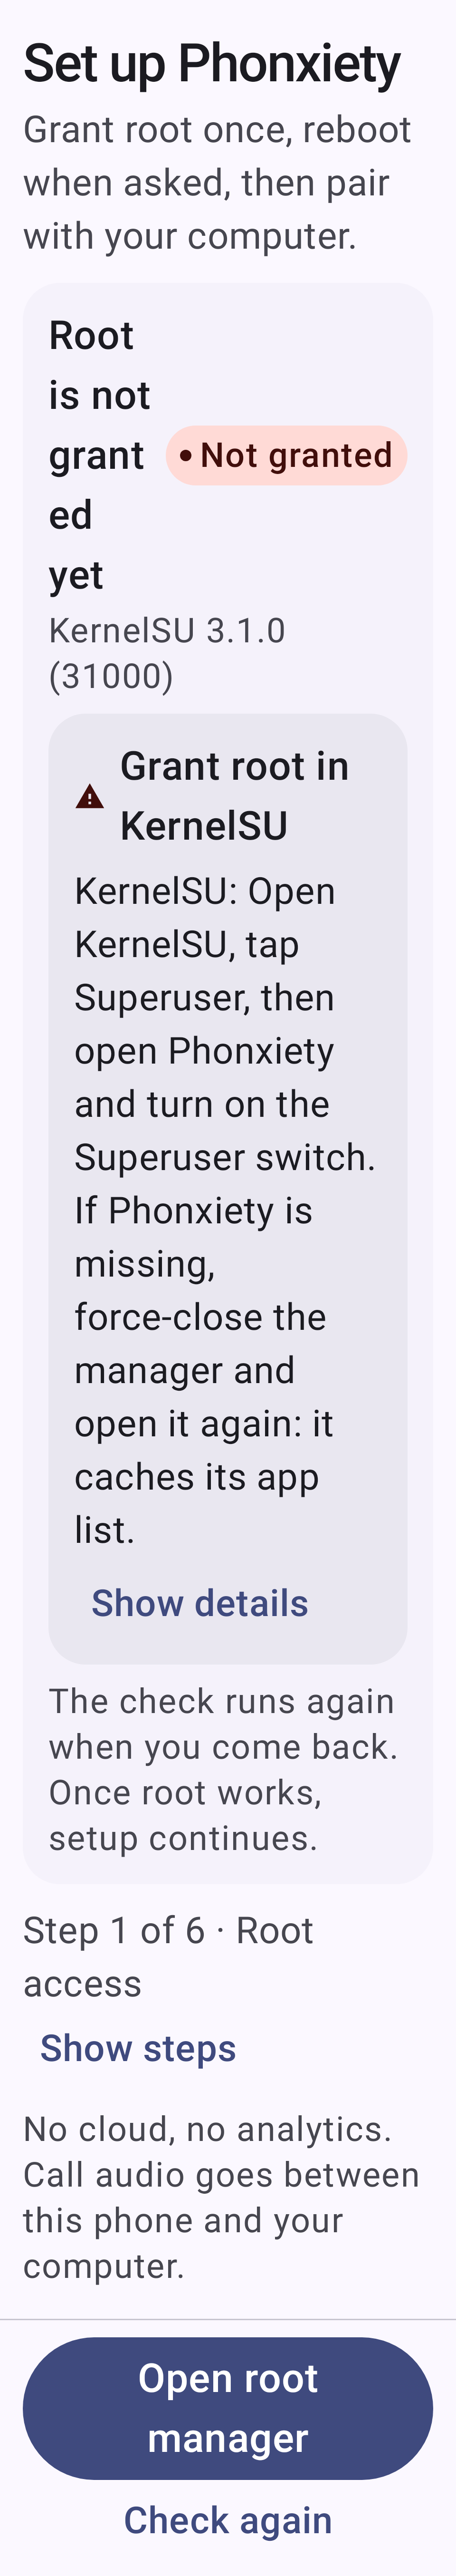 Set up Phonxiety
Grant root once, reboot
when asked, then pair
with your computer.
Root
is not
grant
ed
yet
• Not granted
KernelSU 3.1.0
(31000)
Grant root in
KernelSU
KernelSU: Open
KernelSU, tap
Superuser, then
open Phonxiety
and turn on the
Superuser switch.
If Phonxiety is
missing,
force-close the
manager and
open it again: it
caches its app
list.
Show details
The check runs again
when you come back.
Once root works,
setup continues.
Step 1 of 6 · Root
access
Show steps
No cloud, no analytics.
Call audio goes between
this phone and your
computer.
Open root
manager
Check again